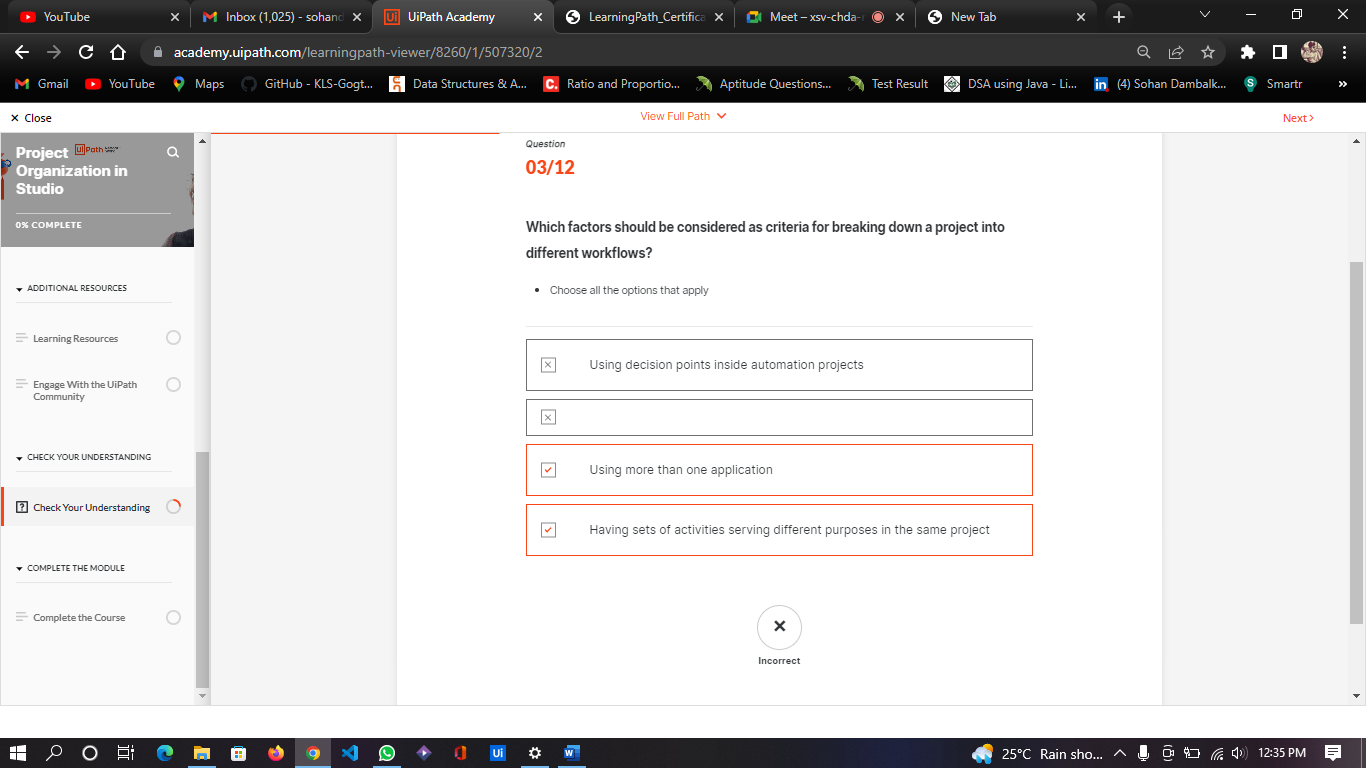 YouTube
Inbox (1,025) - sohand
UiPath Academy
LearningPath_Certifica
Meet – xsv-chda-r
New Tab
academy.uipath.com/learningpath-viewer/8260/1/507320/2
Gmail
YouTube
Maps
GitHub - KLS-Gogt...
Data Structures & A...
Ratio and Proportio...
Aptitude Questions...
Test Result
DSA using Java - Li...
(4) Sohan Dambalk...
Smartr
»
Close
View Full Path
Next
Project
Organization in
Studio
UiPath
0% COMPLETE
ADDITIONAL RESOURCES
Learning Resources
Engage With the UiPath
Community
CHECK YOUR UNDERSTANDING
Check Your Understanding
COMPLETE THE MODULE
Complete the Course
Question
03/12
Which factors should be considered as criteria for breaking down a project into
different workflows?
• Choose all the options that apply
Using decision points inside automation projects
Using more than one application
Having sets of activities serving different purposes in the same project
Incorrect
25°C Rain sho...
12:35 PM